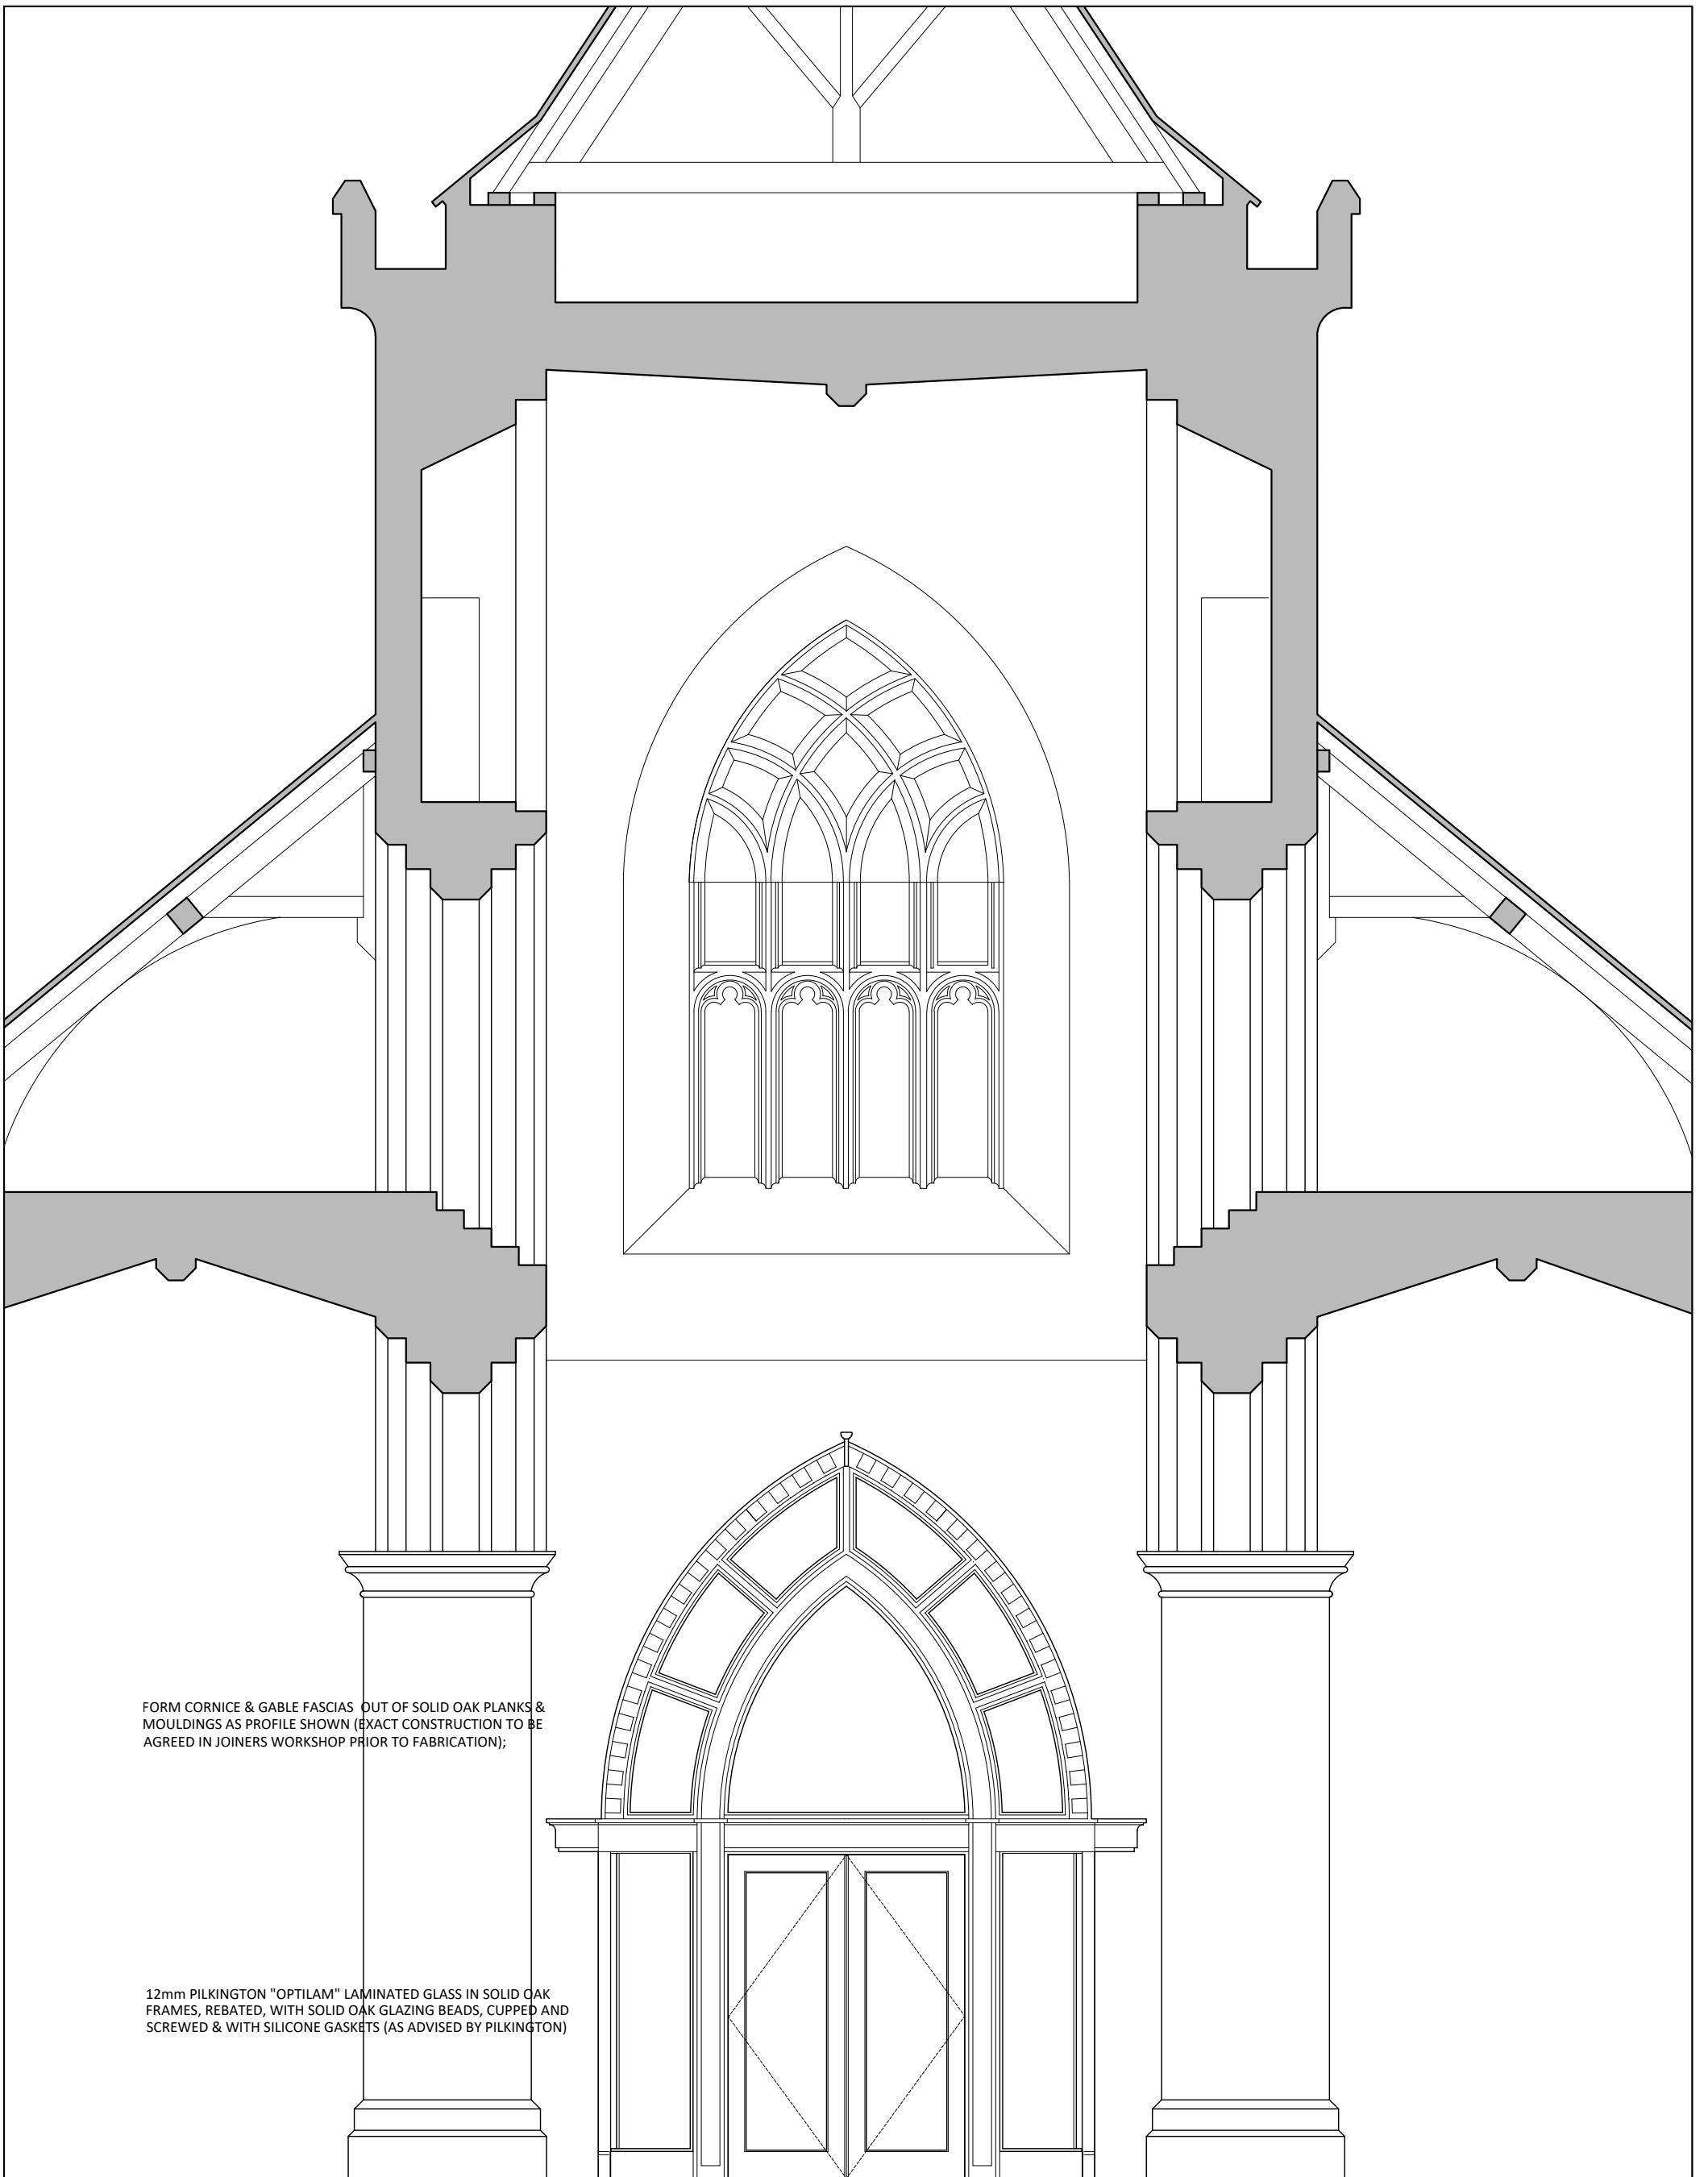 FORM CORNICE & GABLE FASCIAS OUT OF SOLID OAK PLANKS &
MOULDINGS AS PROFILE SHOWN (EXACT CONSTRUCTION TO BE
AGREED IN JOINERS WORKSHOP PRIOR TO FABRICATION);
12mm PILKINGTON "OPTILAM" LAMINATED GLASS IN SOLID OAK
FRAMES, REBATED, WITH SOLID OAK GLAZING BEADS, CUPPED AND
SCREWED & WITH SILICONE GASKETS (AS ADVISED BY PILKINGTON)